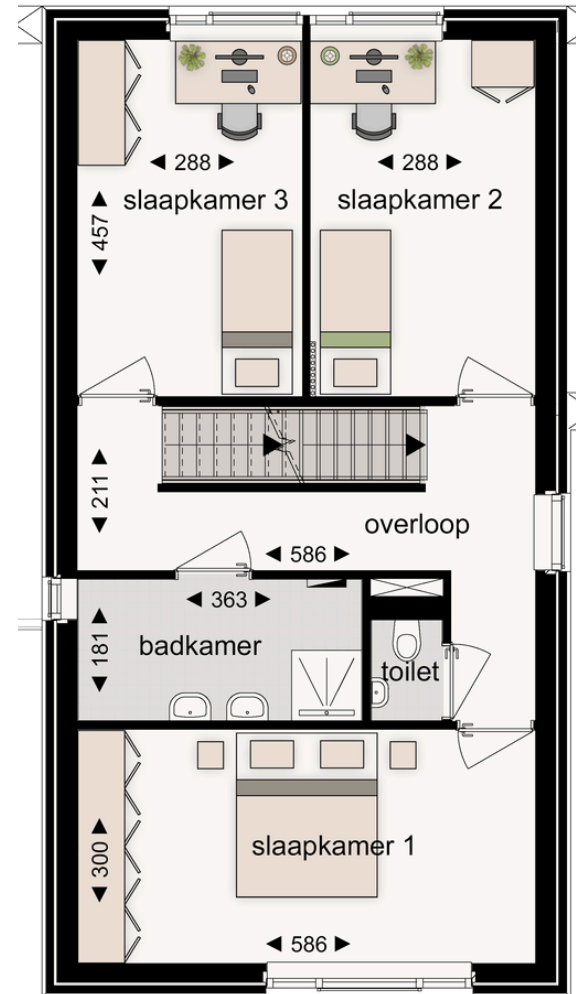 ◄ 288 ►
◄ 288 ►
slaapkamer 3
slaapkamer 2
◄ 457 ►
◄ 211 ►
overloop
◄ 586 ►
◄ 363 ►
◄ 181 ►
badkamer
toilet
◄ 300 ►
slaapkamer 1
◄ 586 ►